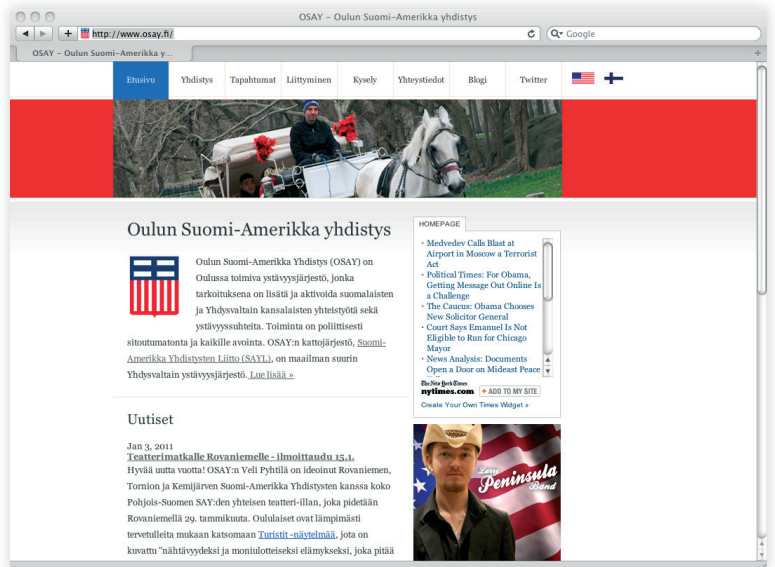 OSAY – Oulun Suomi-Amerikka yhdistys
http://www.osay.fi/
Google
OSAY – Oulun Suomi-Amerikka y...
Etusivu Yhdistys Tapahtumat Liittyminen Kysely Yhteystiedot Blogi Twitter
Oulun Suomi-Amerikka yhdistys
Oulun Suomi-Amerikka Yhdistys (OSAY) on
Oulussa toimiva ystävyysjärjestö, jonka
tarkoituksena on lisätä ja aktivoida suomalaisten
ja Yhdysvaltain kansalaisten yhteistyötä sekä
ystävyyssuhteita. Toiminta on poliittisesti
sitoutumatonta ja kaikille avointa. OSAY:n kattojärjestö, Suomi-
Amerikka Yhdistysten Liitto (SAYL), on maailman suurin
Yhdysvaltain ystävyysjärjestö. Lue lisää »
Uutiset
Jan 3, 2011
Teatterimatkalle Rovaniemelle - ilmoittaudu 15.1.
Hyvää uutta vuotta! OSAY:n Veli Pyhtilä on ideoinut Rovaniemen,
Tornion ja Kemijärven Suomi-Amerikka Yhdistysten kanssa koko
Pohjois-Suomen SAY:den yhteisen teatteri-illan, joka pidetään
Rovaniemellä 29. tammikuuta. Oululaiset ovat lämpimästi
tervetulleita mukaan katsomaan Turistit -näytelmää, jota on
kuvattu "nähtävyydeksi ja moniulotteiseksi elämykseksi, joka pitää
HOMEPAGE
• Medvedev Calls Blast at
Airport in Moscow a Terrorist
Act
• Political Times: For Obama,
Getting Message Out Online Is
a Challenge
• The Caucus: Obama Chooses
New Solicitor General
• Court Says Emanuel Is Not
Eligible to Run for Chicago
Mayor
• News Analysis: Documents
Open a Door on Mideast Peace
The New York Times
nytimes.com + ADD TO MY SITE
Create Your Own Times Widget »
Larry
Peninsula
Band